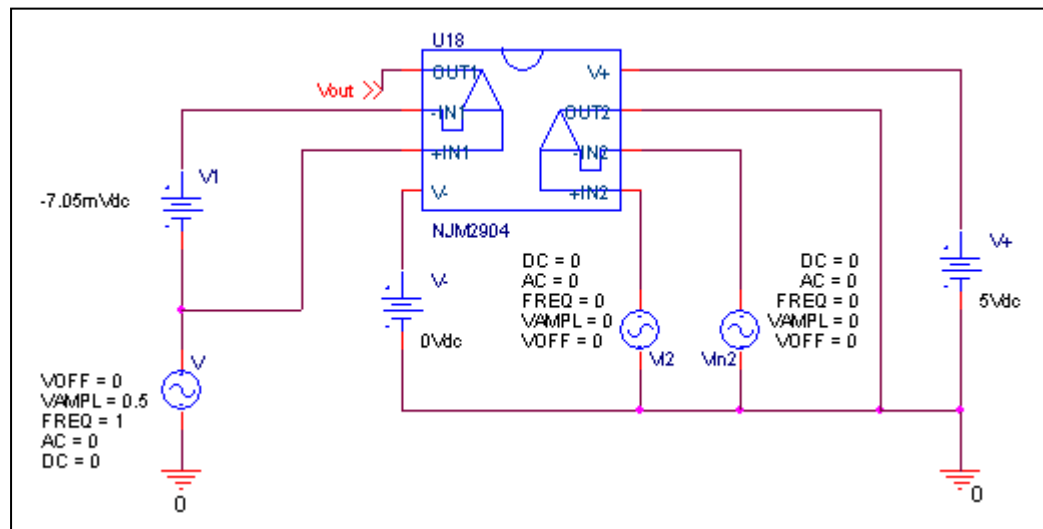 U18
OUT1
V+
Vout
-IN1
OUT2
+IN1
-IN2
V-
+IN2
NJM2904
V1
-7.05mVdc
V-
0Vdc
DC = 0
AC = 0
FREQ = 0
VAMPL = 0
VOFF = 0
VI2
DC = 0
AC = 0
FREQ = 0
VAMPL = 0
VOFF = 0
VIn2
V+
5Vdc
V
VOFF = 0
VAMPL = 0.5
FREQ = 1
AC = 0
DC = 0
0
0